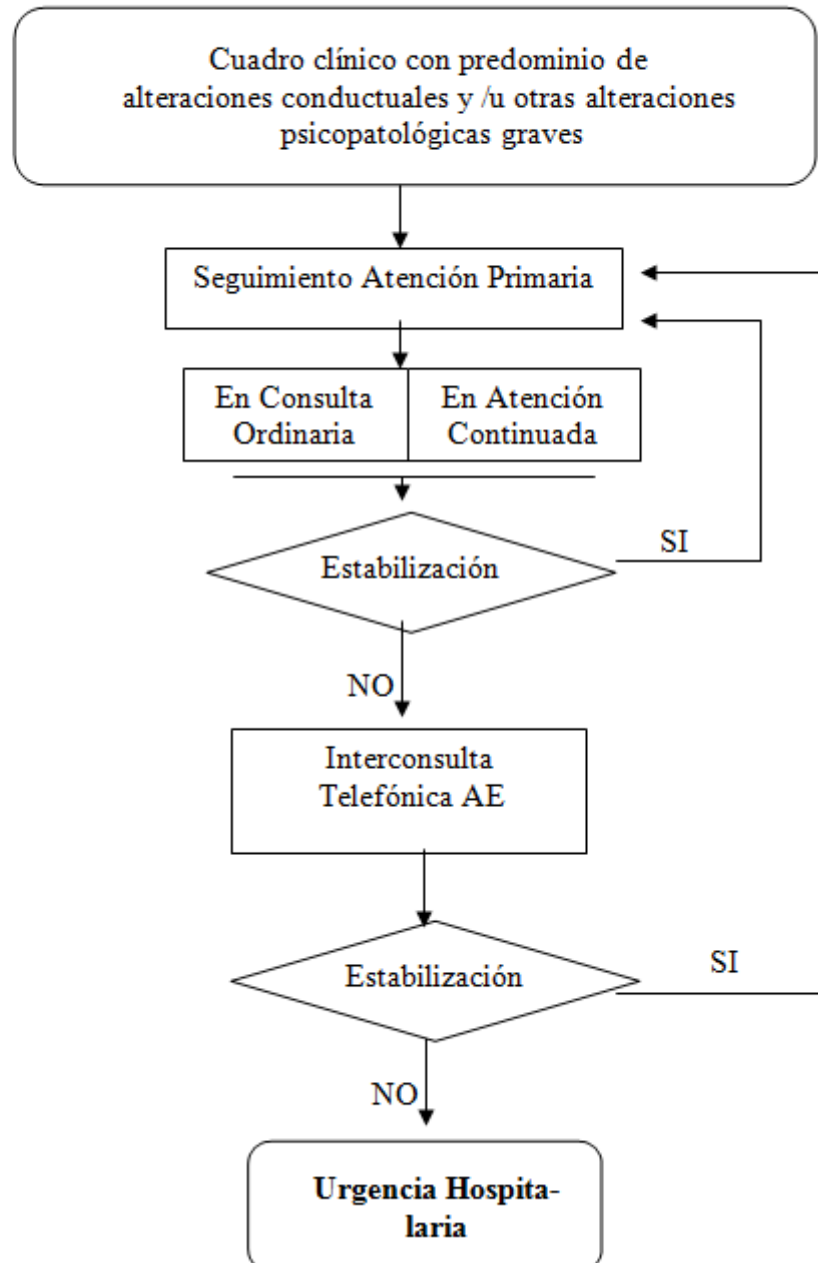 Cuadro clínico con predominio de
alteraciones conductuales y /u otras alteraciones
psicopatológicas graves
Seguimiento Atención Primaria
En Consulta
Ordinaria
En Atención
Continuada
Estabilización
SI
NO
Interconsulta
Telefónica AE
Estabilización
SI
NO
Urgencia Hospita-
laria